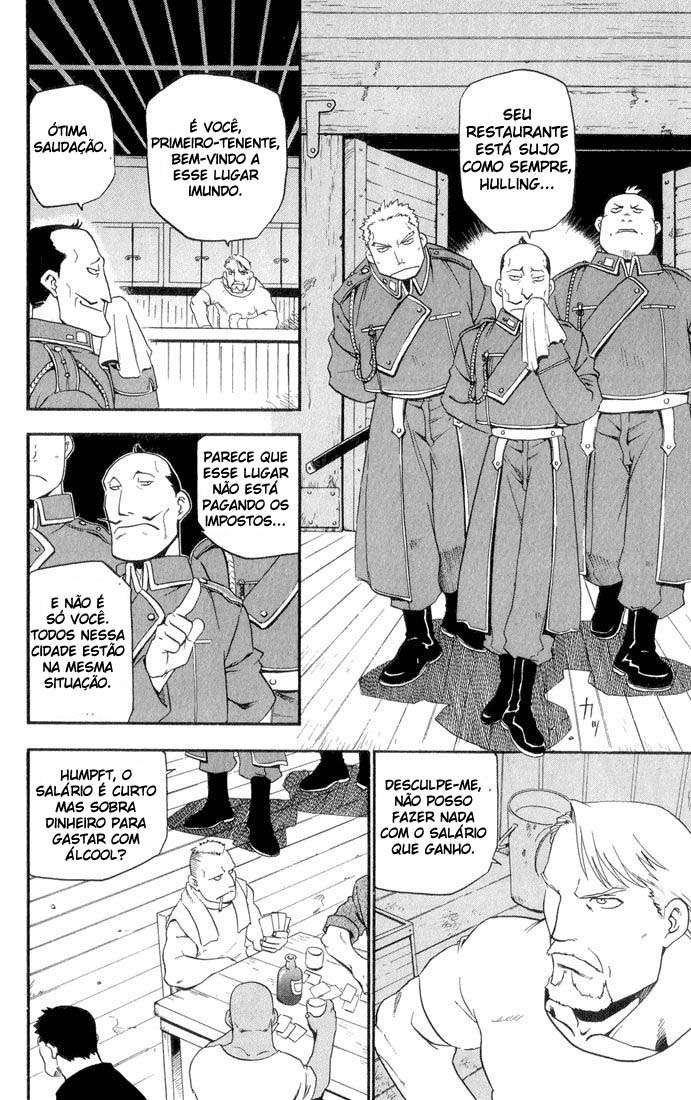 SEU
RESTAURANTE
ESTÁ SUJO
COMO SEMPRE,
HULLING...
É VOCÊ,
PRIMEIRO-TENENTE,
BEM-VINDO A
ESSE LUGAR
IMUNDO.
ÓTIMA
SAUDAÇÃO.
PARECE QUE
ESSE LUGAR
NÃO ESTÁ
PAGANDO OS
IMPOSTOS...
E NÃO É
SÓ VOCÊ.
TODOS NESSA
CIDADE ESTÃO
NA MESMA
SITUAÇÃO.
DESCULPE-ME,
NÃO POSSO
FAZER NADA
COM O SALÁRIO
QUE GANHO.
HUMPFT, O
SALÁRIO É CURTO
MAS SOBRA
DINHEIRO PARA
GASTAR COM
ÁLCOOL?